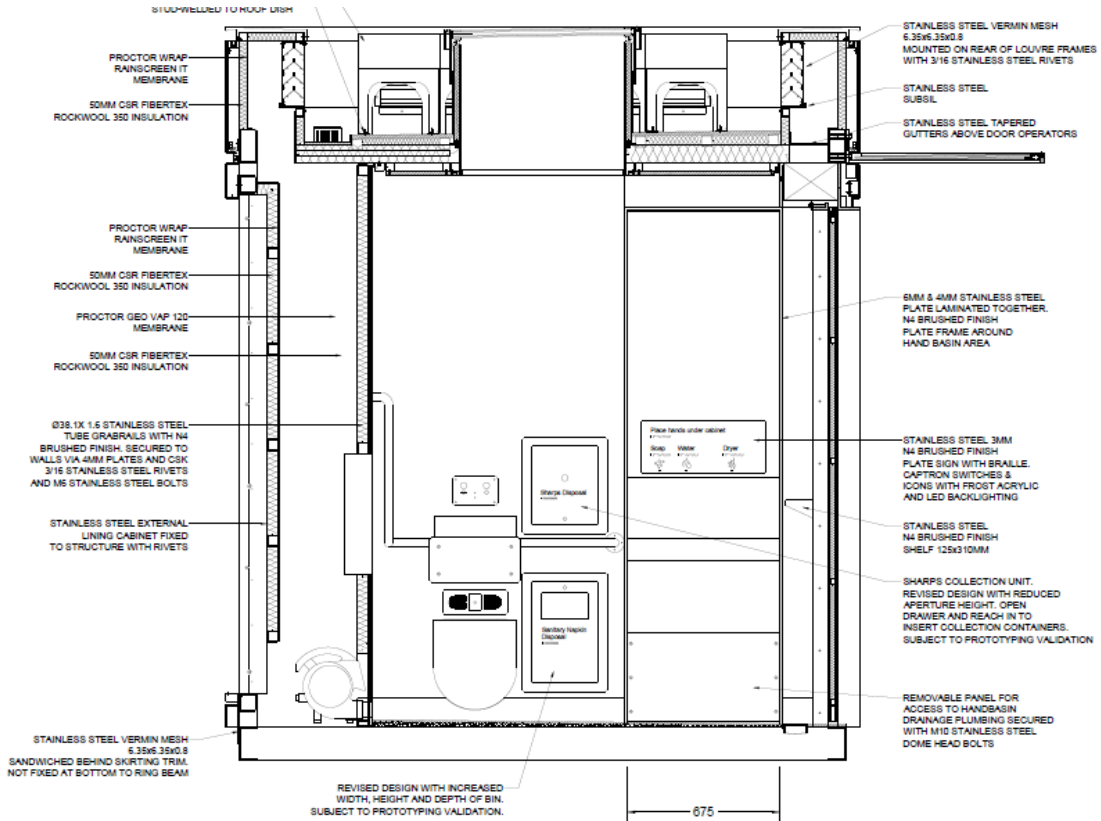 STUD-WELDED TO ROOF DISH
PROCTOR WRAP
RAINSCREEN IT
MEMBRANE
50MM CSR FIBERTEX
ROCKWOOL 350 INSULATION
PROCTOR WRAP
RAINSCREEN IT
MEMBRANE
50MM CSR FIBERTEX
ROCKWOOL 350 INSULATION
PROCTOR GEO VAP 120
MEMBRANE
50MM CSR FIBERTEX
ROCKWOOL 350 INSULATION
Ø38.1X 1.6 STAINLESS STEEL
TUBE GRABRAILS WITH N4
BRUSHED FINISH. SECURED TO
WALLS VIA 4MM PLATES AND CSK
3/16 STAINLESS STEEL RIVETS
AND M6 STAINLESS STEEL BOLTS
STAINLESS STEEL EXTERNAL
LINING CABINET FIXED
TO STRUCTURE WITH RIVETS
STAINLESS STEEL VERMIN MESH
6.35x6.35x0.8
SANDWICHED BEHIND SKIRTING TRIM.
NOT FIXED AT BOTTOM TO RING BEAM
REVISED DESIGN WITH INCREASED
WIDTH, HEIGHT AND DEPTH OF BIN.
SUBJECT TO PROTOTYPING VALIDATION.
Sharps Disposal
Sanitary Napkin
Disposal
Place hands under cabinet
Soap Water Dryer
675
STAINLESS STEEL VERMIN MESH
6.35x6.35x0.8
MOUNTED ON REAR OF LOUVRE FRAMES
WITH 3/16 STAINLESS STEEL RIVETS
STAINLESS STEEL
SUBSIL
STAINLESS STEEL TAPERED
GUTTERS ABOVE DOOR OPERATORS
6MM & 4MM STAINLESS STEEL
PLATE LAMINATED TOGETHER.
N4 BRUSHED FINISH
PLATE FRAME AROUND
HAND BASIN AREA
STAINLESS STEEL 3MM
N4 BRUSHED FINISH
PLATE SIGN WITH BRAILLE.
CAPTRON SWITCHES &
ICONS WITH FROST ACRYLIC
AND LED BACKLIGHTING
STAINLESS STEEL
N4 BRUSHED FINISH
SHELF 125x310MM
SHARPS COLLECTION UNIT.
REVISED DESIGN WITH REDUCED
APERTURE HEIGHT. OPEN
DRAWER AND REACH IN TO
INSERT COLLECTION CONTAINERS.
SUBJECT TO PROTOTYPING VALIDATION
REMOVABLE PANEL FOR
ACCESS TO HANDBASIN
DRAINAGE PLUMBING SECURED
WITH M10 STAINLESS STEEL
DOME HEAD BOLTS